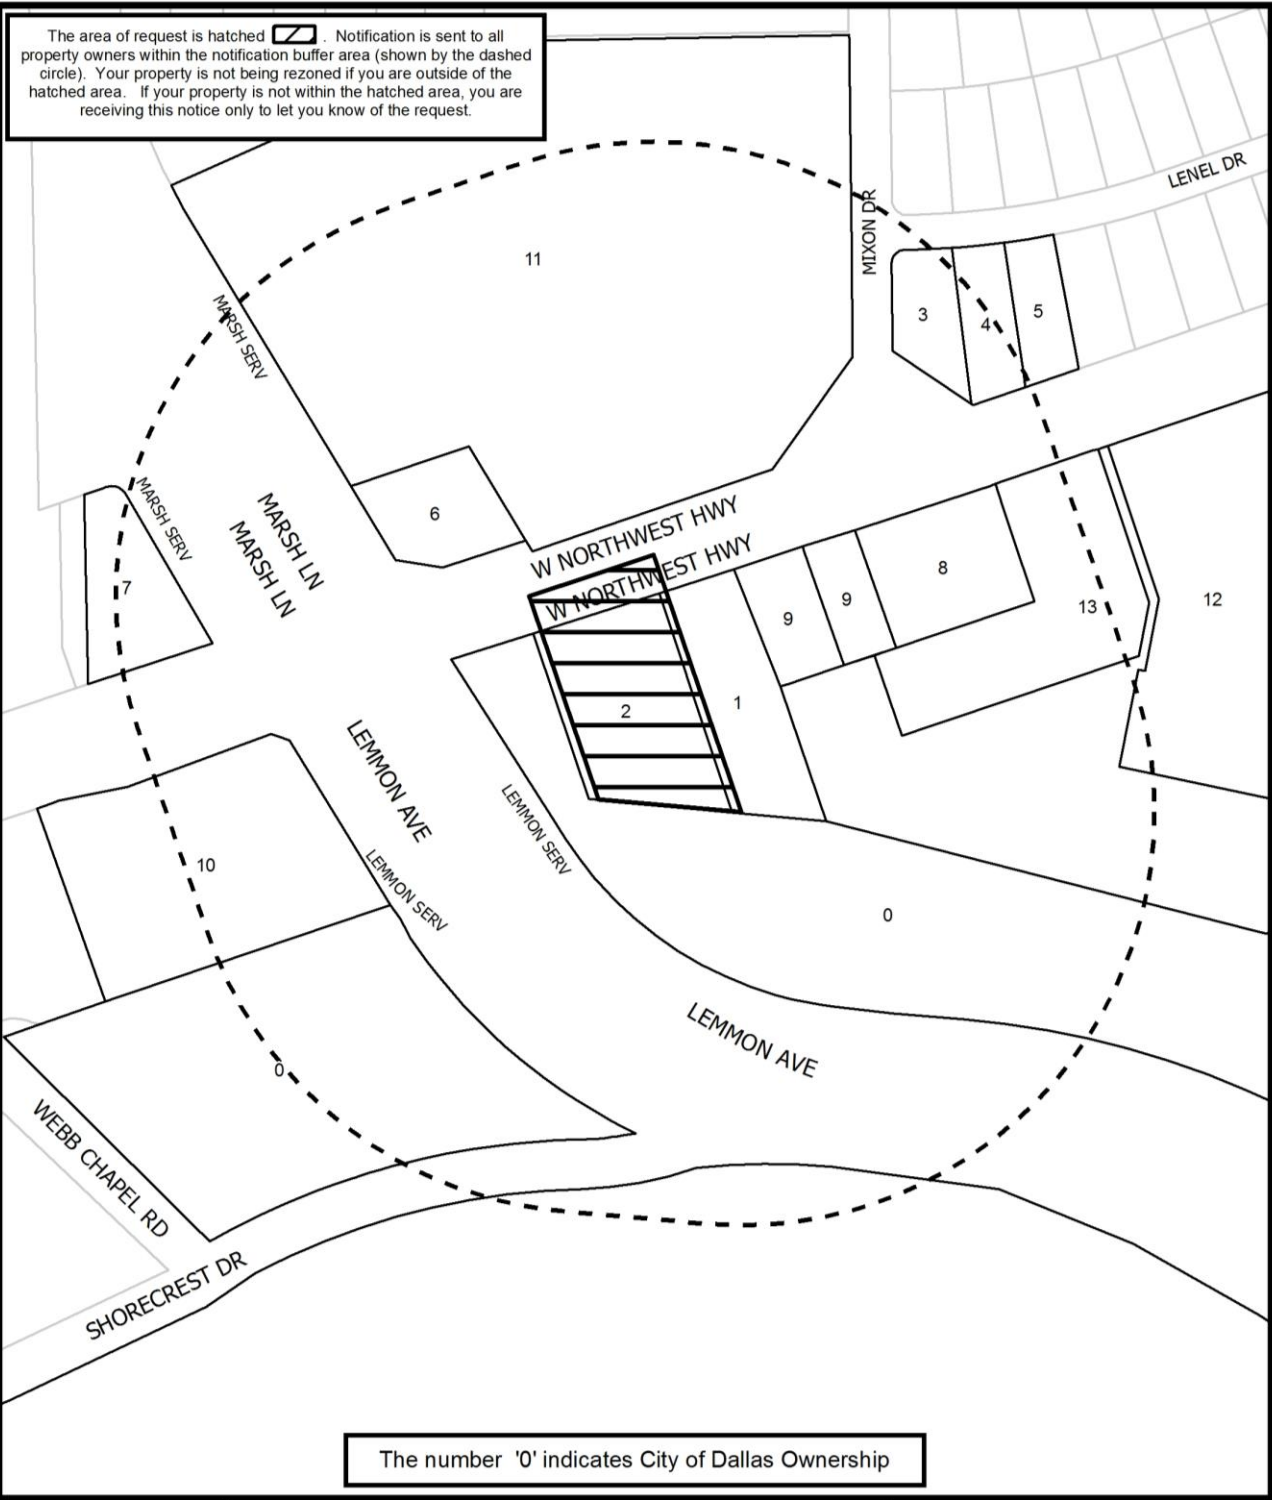 The area of request is hatched . Notification is sent to all
property owners within the notification buffer area (shown by the dashed
circle). Your property is not being rezoned if you are outside of the
hatched area. If your property is not within the hatched area, you are
receiving this notice only to let you know of the request.
LENEL DR
MIXON DR
11
MARSH SERV
3
4
5
MARSH SERV
MARSH LN
MARSH LN
6
W NORTHWEST HWY
W NORTHWEST HWY
7
8
9
9
13
12
1
2
LEMMON AVE
LEMMON SERV
10
LEMMON SERV
0
LEMMON AVE
0
WEBB CHAPEL RD
SHORECREST DR
The number '0' indicates City of Dallas Ownership